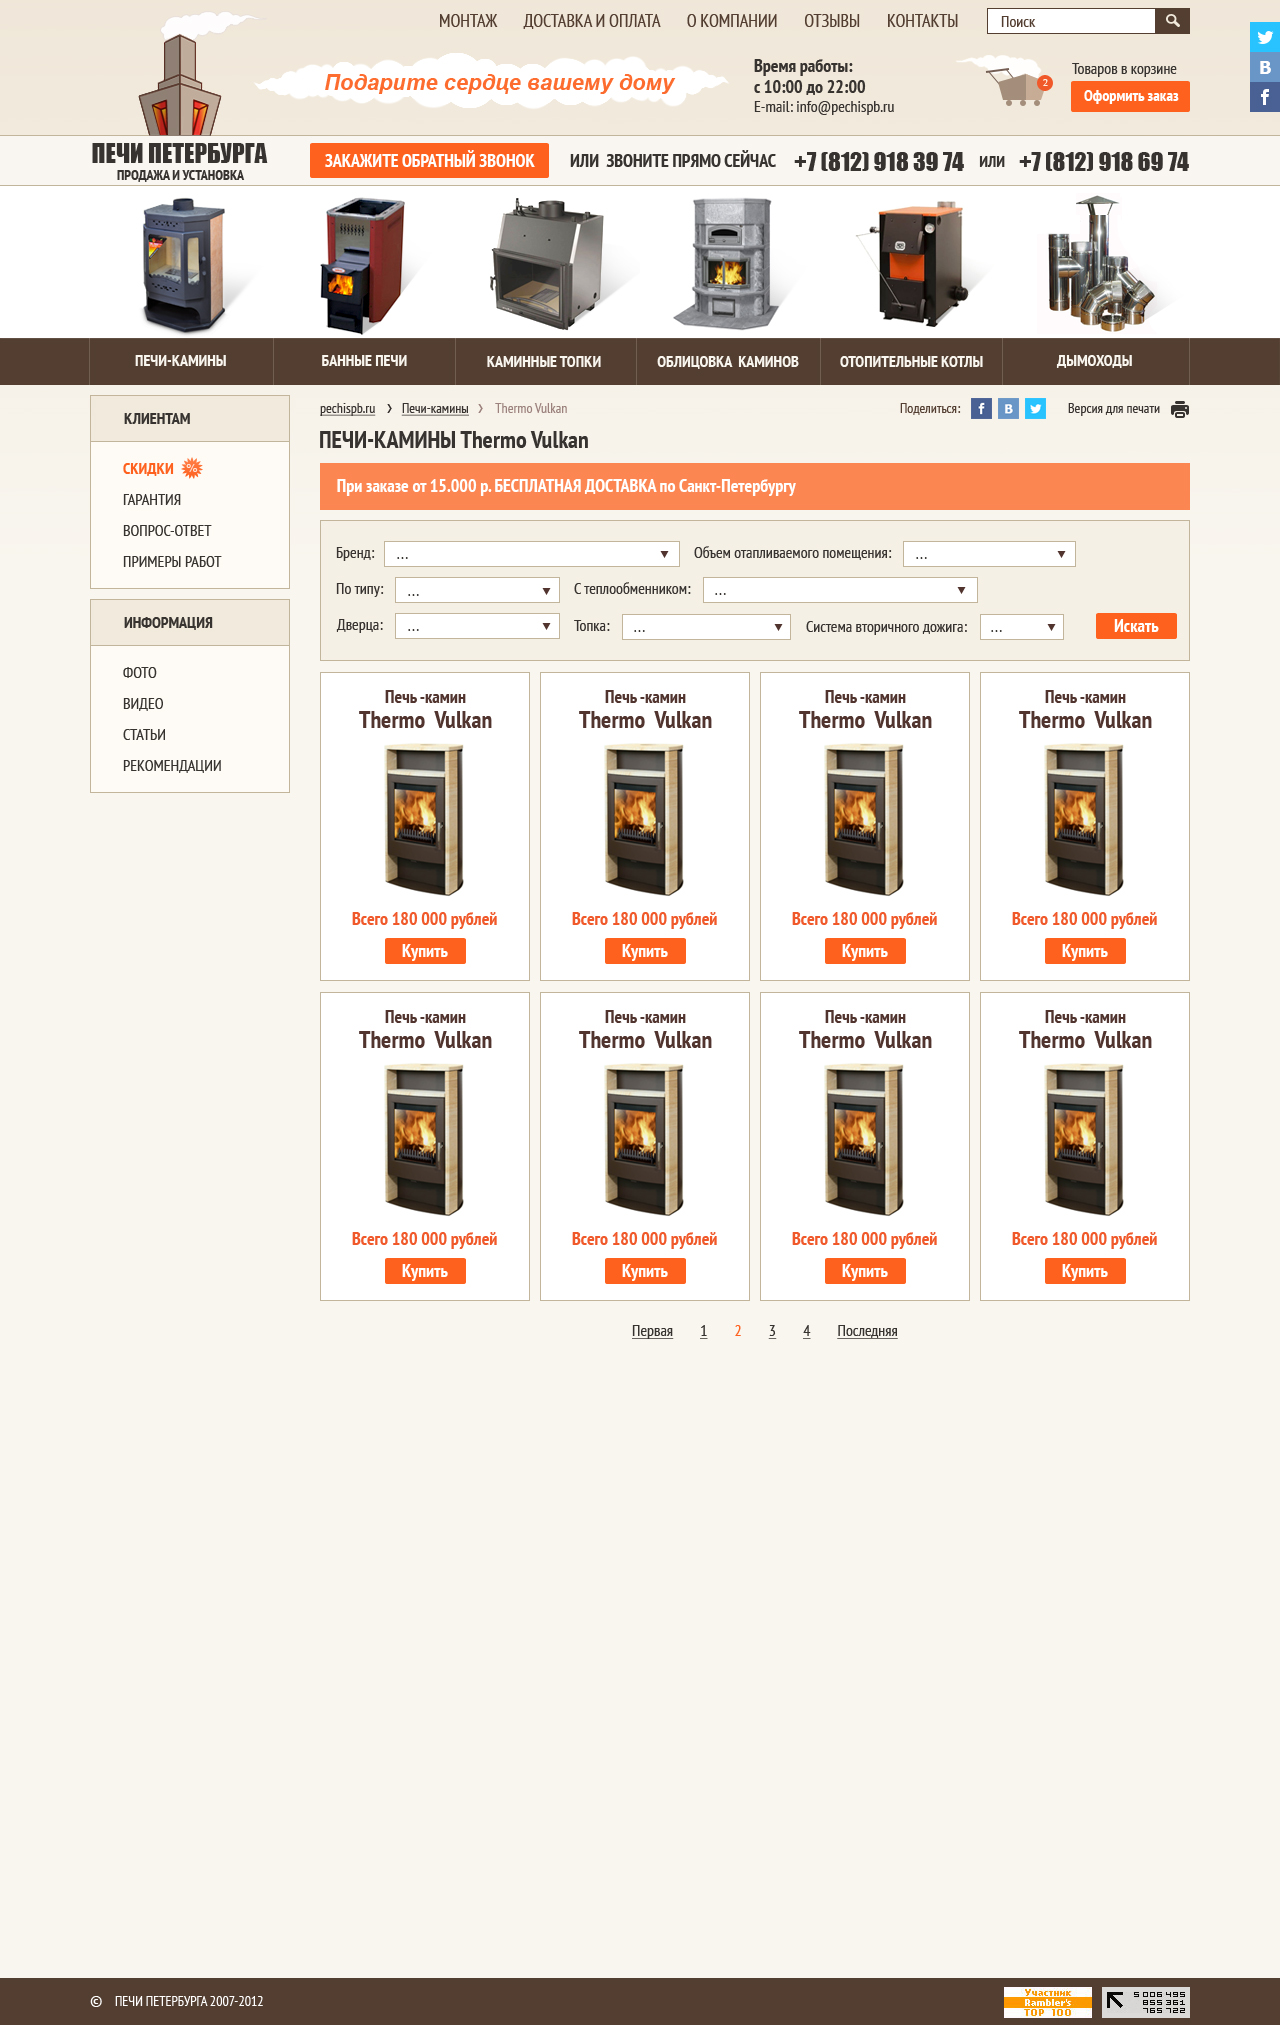 МОНТАЖ ДОСТАВКА И ОПЛАТА О КОМПАНИИ ОТЗЫВЫ КОНТАКТЫ Поиск
Подарите сердце вашему дому
Время работы:
с 10:00 до 22:00
E-mail: info@pechispb.ru
2
Товаров в корзине
Оформить заказ
ПЕЧИ ПЕТЕРБУРГА
ПРОДАЖА И УСТАНОВКА
ЗАКАЖИТЕ ОБРАТНЫЙ ЗВОНОК ИЛИ ЗВОНИТЕ ПРЯМО СЕЙЧАС +7 (812) 918 39 74 ИЛИ +7 (812) 918 69 74
ПЕЧИ-КАМИНЫ БАННЫЕ ПЕЧИ КАМИННЫЕ ТОПКИ ОБЛИЦОВКА КАМИНОВ ОТОПИТЕЛЬНЫЕ КОТЛЫ ДЫМОХОДЫ
КЛИЕНТАМ
СКИДКИ %
ГАРАНТИЯ
ВОПРОС-ОТВЕТ
ПРИМЕРЫ РАБОТ
ИНФОРМАЦИЯ
ФОТО
ВИДЕО
СТАТЬИ
РЕКОМЕНДАЦИИ
pechispb.ru › Печи-камины › Thermo Vulkan
Поделиться: f B Версия для печати
ПЕЧИ-КАМИНЫ Thermo Vulkan
При заказе от 15.000 р. БЕСПЛАТНАЯ ДОСТАВКА по Санкт-Петербургу
Бренд: ... Объем отапливаемого помещения: ...
По типу: ... С теплообменником: ...
Дверца: ... Топка: ... Система вторичного дожига: ... Искать
Печь -камин Печь -камин Печь -камин Печь -камин
Thermo Vulkan Thermo Vulkan Thermo Vulkan Thermo Vulkan
Всего 180 000 рублей Всего 180 000 рублей Всего 180 000 рублей Всего 180 000 рублей
Купить Купить Купить Купить
Печь -камин Печь -камин Печь -камин Печь -камин
Thermo Vulkan Thermo Vulkan Thermo Vulkan Thermo Vulkan
Всего 180 000 рублей Всего 180 000 рублей Всего 180 000 рублей Всего 180 000 рублей
Купить Купить Купить Купить
Первая 1 2 3 4 Последняя
© ПЕЧИ ПЕТЕРБУРГА 2007-2012
Участник
Rambler's
TOP 100
5 006 495
855 361
765 722
B
f